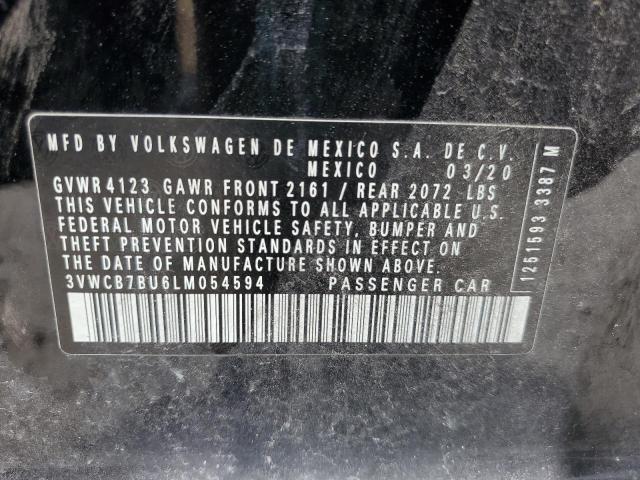 MFD BY VOLKSWAGEN DE MEXICO S.A. DE C.V.
MEXICO 03/20
GVWR 4123 GAWR FRONT 2161 / REAR 2072 LBS
THIS VEHICLE CONFORMS TO ALL APPLICABLE U.S.
FEDERAL MOTOR VEHICLE SAFETY, BUMPER AND
THEFT PREVENTION STANDARDS IN EFFECT ON
THE DATE OF MANUFACTURE SHOWN ABOVE.
3VWCB7BU6LM054594 PASSENGER CAR
1251593 3387 M